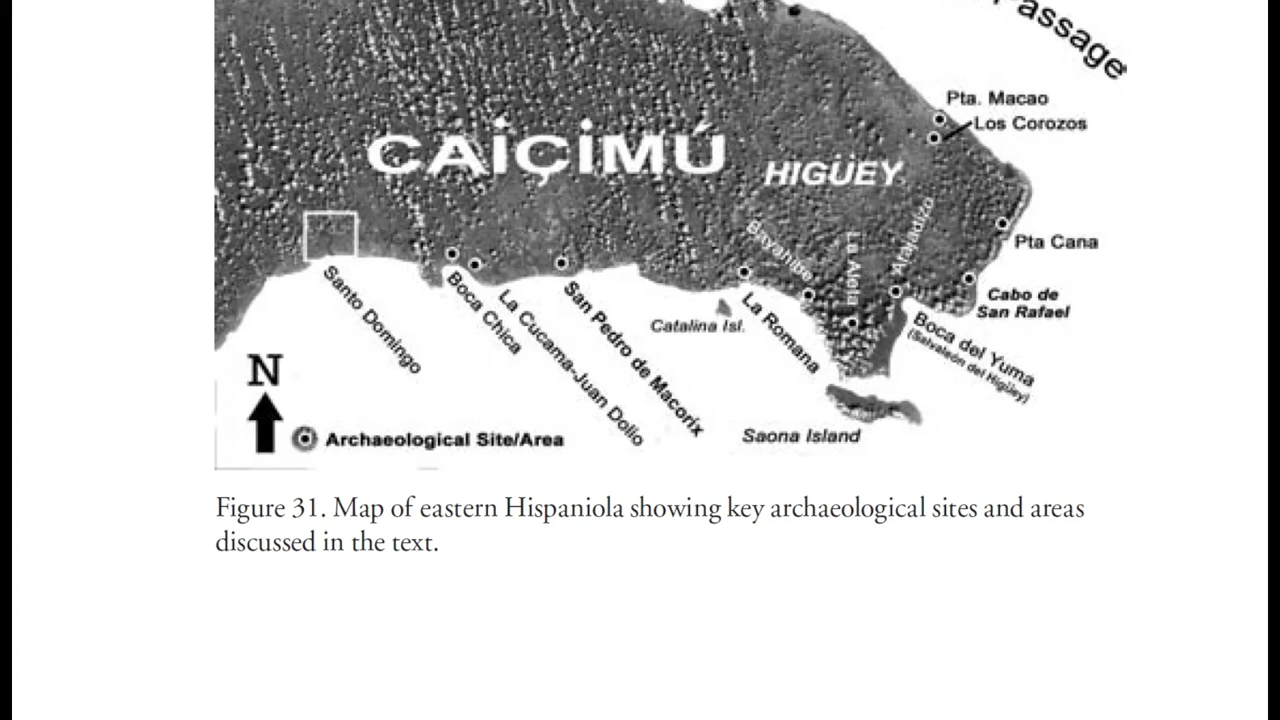 Passage
Pta. Macao
Los Corozos
CAİÇİMÚ
HIGÜEY
Pta Cana
Bayahibe
La Aleta
Atajadizo
Cabo de
San Rafael
Santo Domingo
Boca Chica
La Cucama-Juan Dolio
San Pedro de Macorix
Catalina Isl.
La Romana
Boca del Yuma
(Salvaleón del Higüey)
Saona Island
N
Archaeological Site/Area
Figure 31. Map of eastern Hispaniola showing key archaeological sites and areas
discussed in the text.